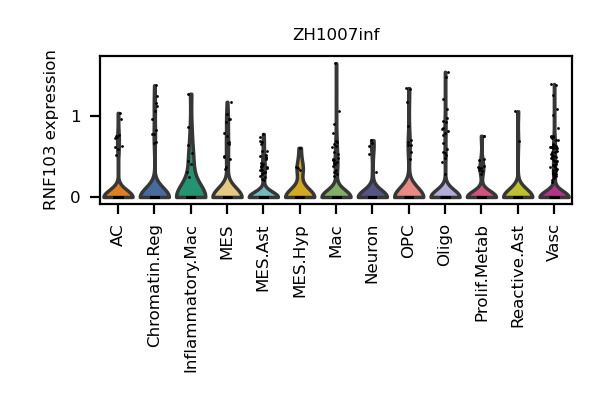 ZH1007inf
RNF103 expression
1
0
AC
Chromatin.Reg
Inflammatory.Mac
MES
MES.Ast
MES.Hyp
Mac
Neuron
OPC
Oligo
Prolif.Metab
Reactive.Ast
Vasc